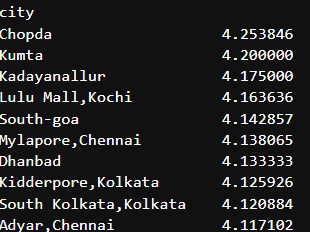 city
Chopda 4.253846
Kumta 4.200000
Kadayanallur 4.175000
Lulu Mall,Kochi 4.163636
South-goa 4.142857
Mylapore,Chennai 4.138065
Dhanbad 4.133333
Kidderpore,Kolkata 4.125926
South Kolkata,Kolkata 4.120884
Adyar,Chennai 4.117102